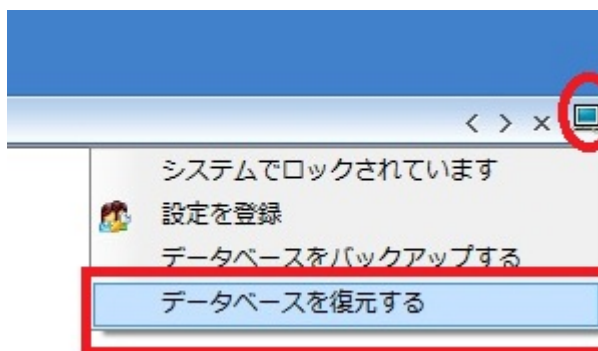 システムでロックされています
設定を登録
データベースをバックアップする
データベースを復元する